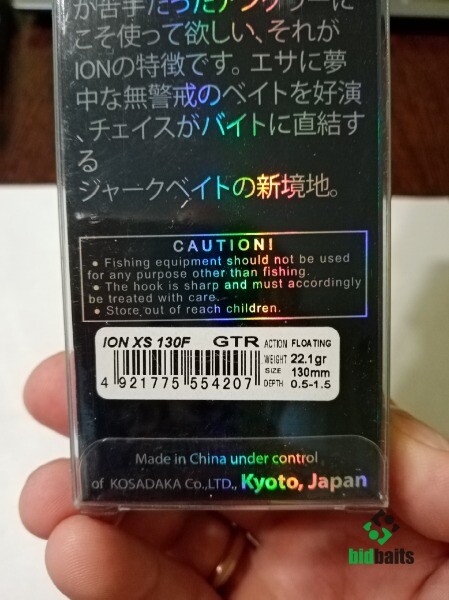 が苦手だったアングラーに
こそ使って欲しい、それが
IONの特徴です。エサに夢
中な無警戒のベイトを好演
、チェイスがバイトに直結す
る
ジャークベイトの新境地。
CAUTION!
● Fishing equipment should not be used
for any purpose other than fishing.
● The hook is sharp and must accordingly
be treated with care.
● Store out of reach children.
ION XS 130F GTR
ACTION FLOATING
WEIGHT 22.1gr
SIZE 130mm
DEPTH 0.5-1.5
4 921775 554207
Made in China under control
of KOSADAKA Co.,LTD., Kyoto, Japan
bidbaits